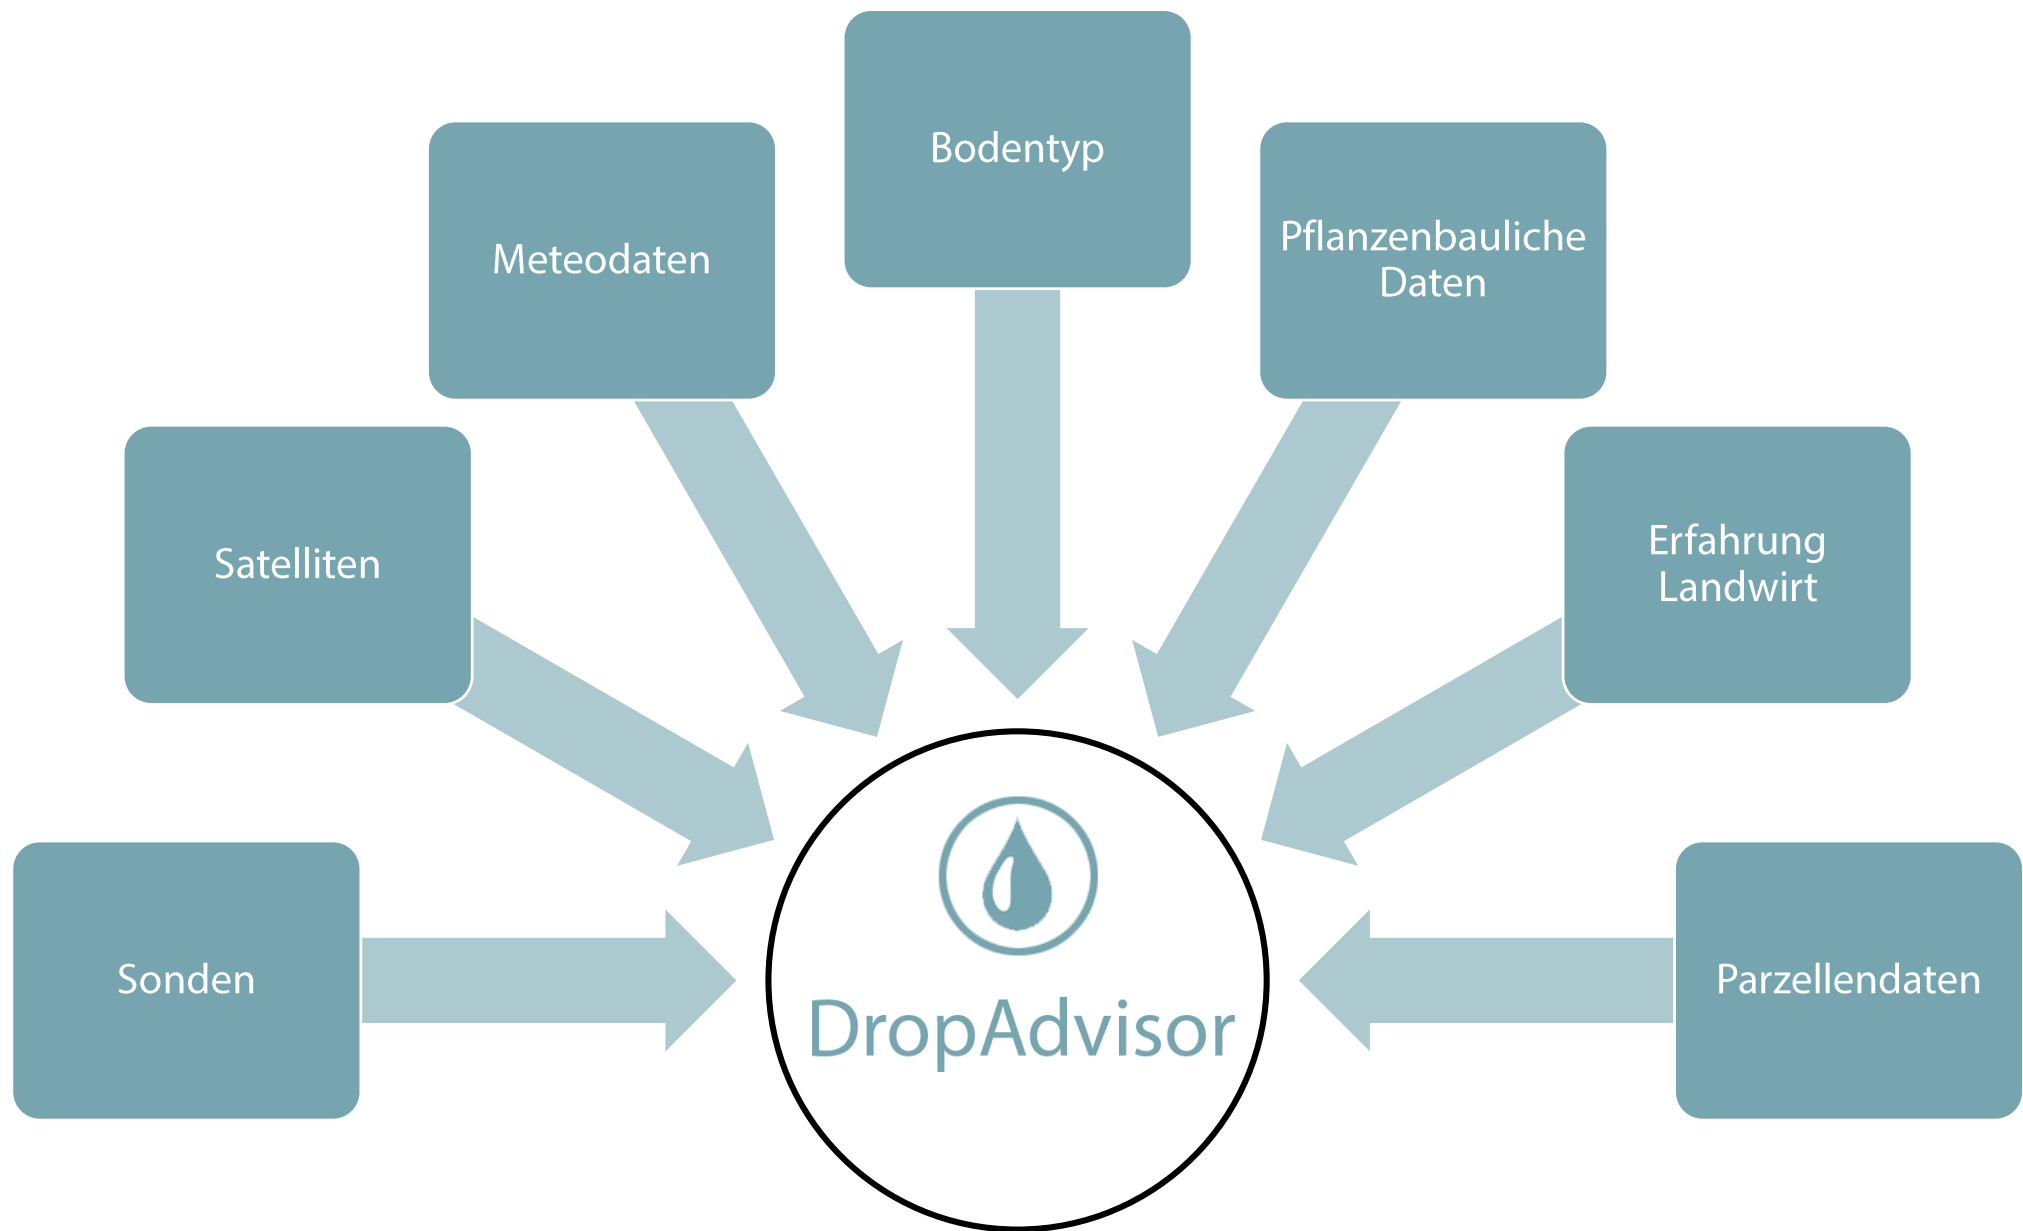 Bodentyp
Meteodaten
Pflanzenbauliche
Daten
Satelliten
Erfahrung
Landwirt
Sonden
Parzellendaten
DropAdvisor